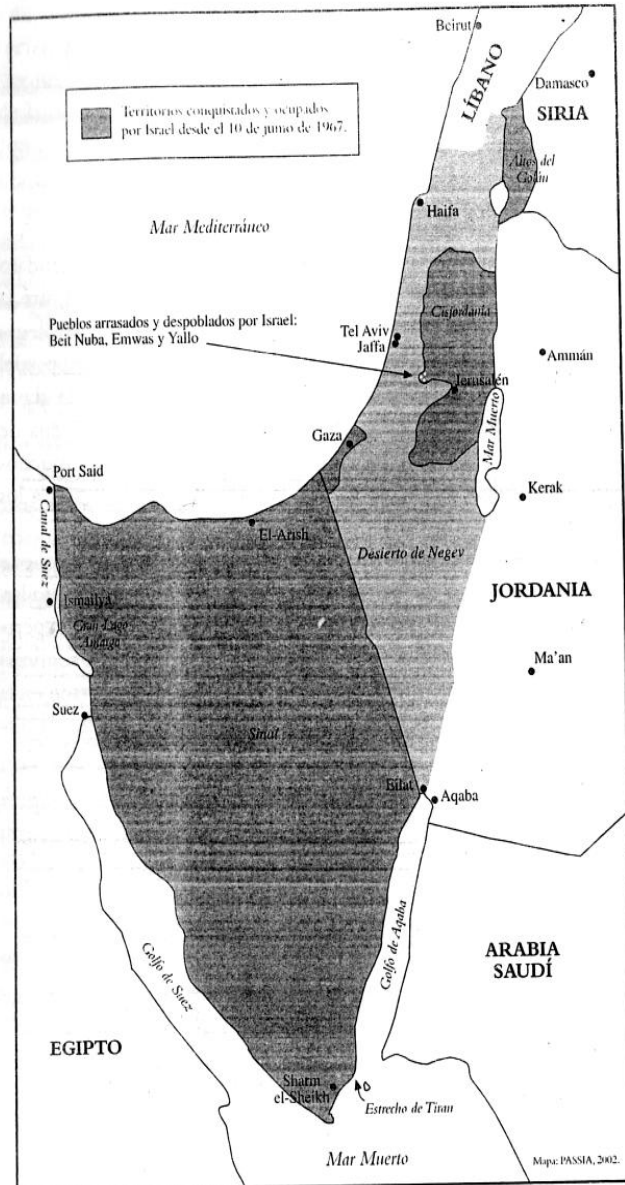 Beirut
LÍBANO
Damasco
SIRIA
Territorios conquistados y ocupados
por Israel desde el 10 de junio de 1967.
Altos del
Golán
Haifa
Mar Mediterráneo
Cisjordania
Pueblos arrasados y despoblados por Israel:
Beit Nuba, Emwas y Yallo
Tel Aviv
Jaffa
Ammán
Jerusalén
Mar Muerto
Gaza
Port Said
Kerak
Canal de Suez
El-Arish
Desierto de Negev
Ismailya
JORDANIA
Gran Lago
Amargo
Ma'an
Suez
Sinaí
Eilat
Aqaba
Golfo de Suez
Golfo de Aqaba
ARABIA
SAUDÍ
EGIPTO
Sharm
el-Sheikh
Estrecho de Tiran
Mar Muerto
Mapa: PASSIA, 2002.